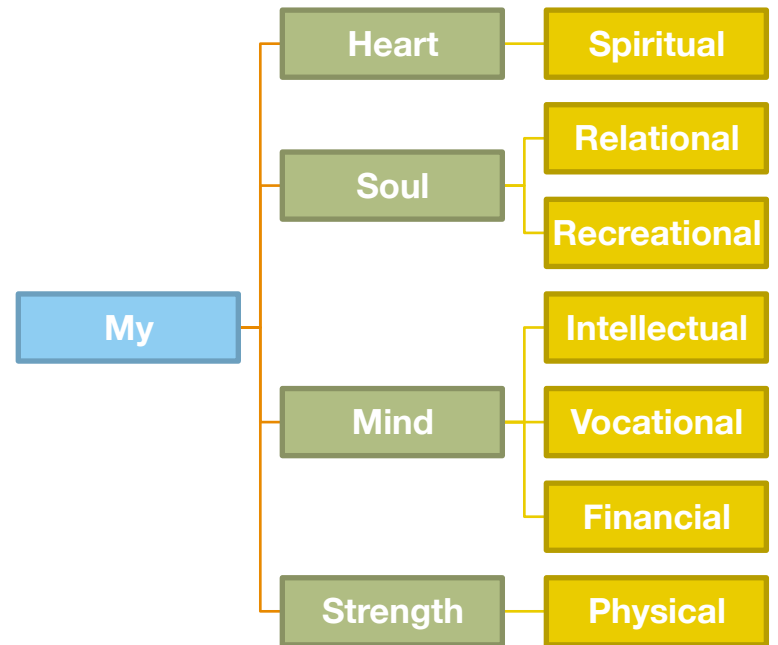 My
Heart
Spiritual
Soul
Relational
Recreational
Mind
Intellectual
Vocational
Financial
Strength
Physical